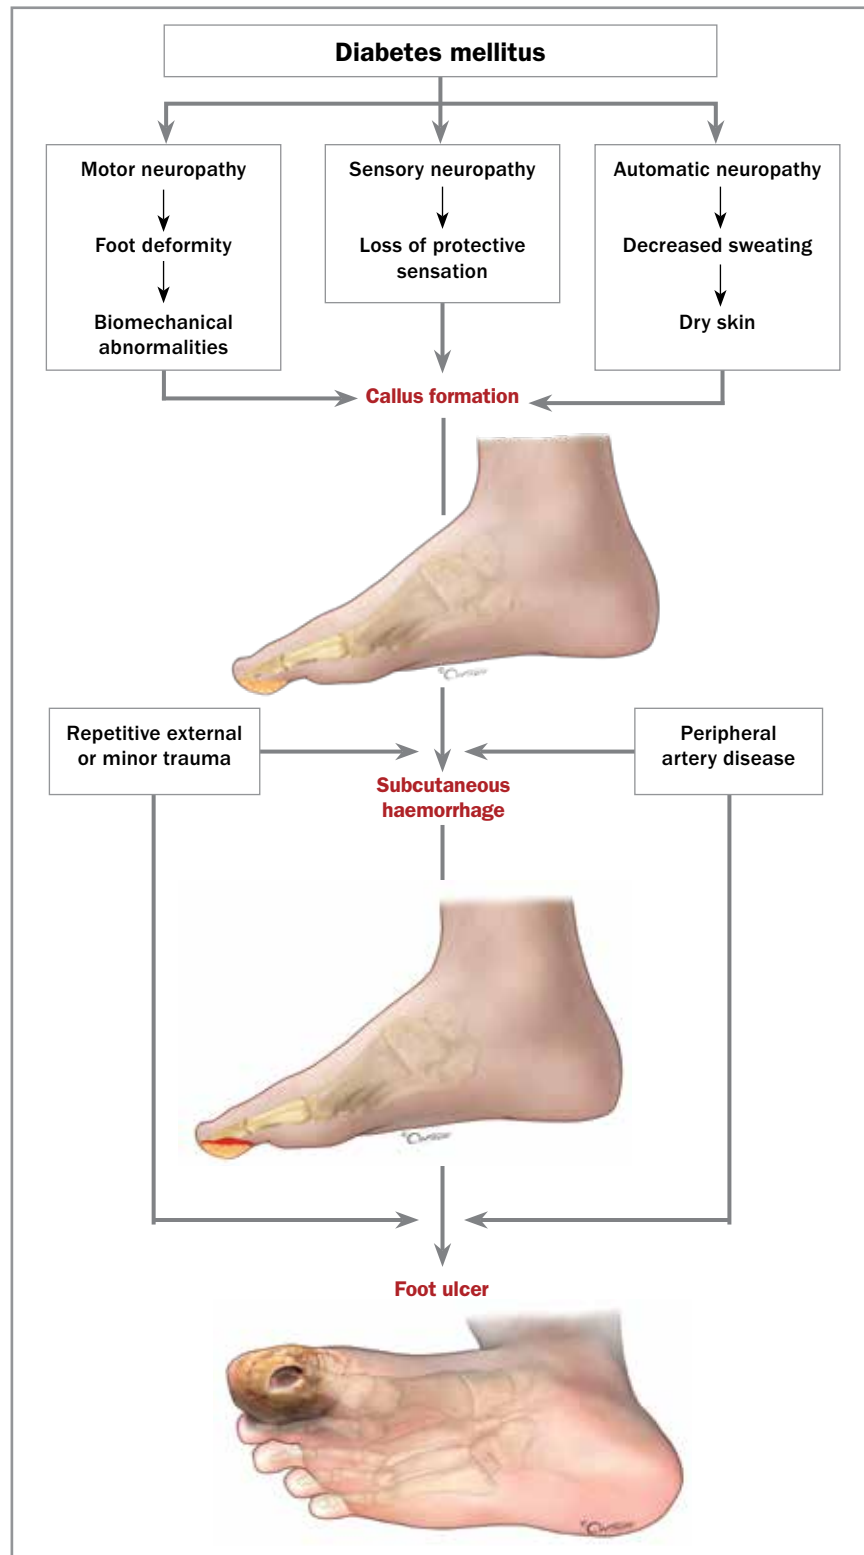 Diabetes mellitus
Motor neuropathy
Foot deformity
Biomechanical
abnormalities
Sensory neuropathy
Loss of protective
sensation
Automatic neuropathy
Decreased sweating
Dry skin
Callus formation
Repetitive external
or minor trauma
Peripheral
artery disease
Subcutaneous
haemorrhage
Foot ulcer